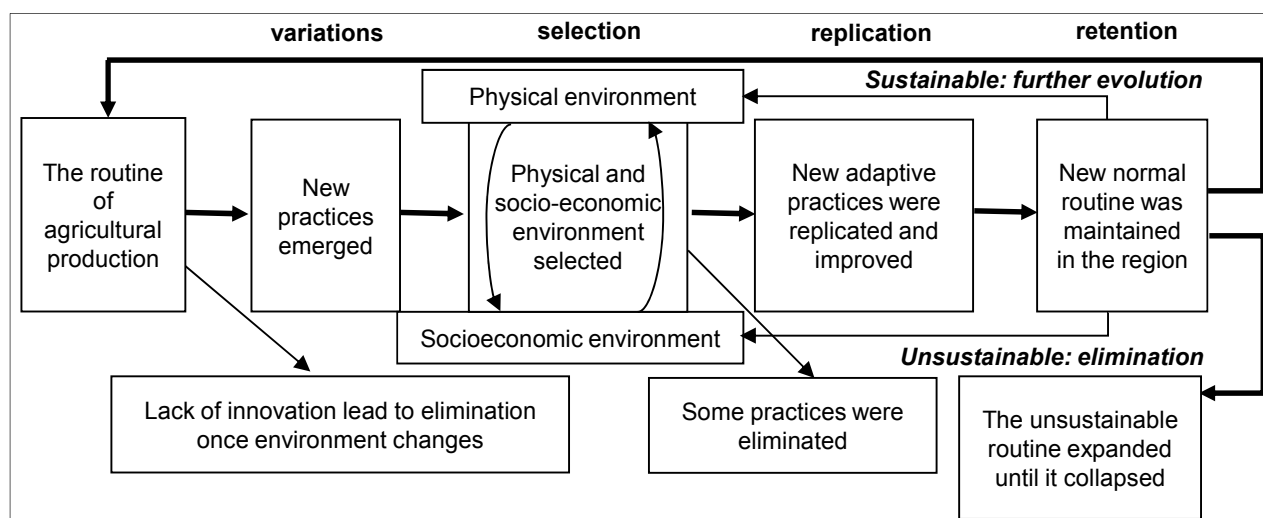 variations selection replication retention
Sustainable: further evolution
Physical environment
The routine
of
agricultural
production
New
practices
emerged
Physical and
socio-economic
environment
selected
New adaptive
practices were
replicated and
improved
New normal
routine was
maintained
in the region
Socioeconomic environment
Unsustainable: elimination
Lack of innovation lead to elimination
once environment changes
Some practices were
eliminated
The unsustainable
routine expanded
until it collapsed